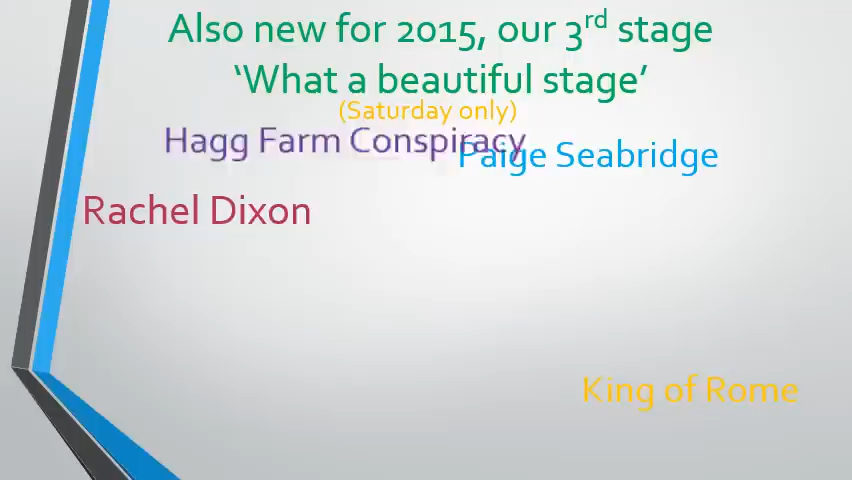 Also new for 2015, our 3rd stage
‘What a beautiful stage’
(Saturday only)
Hagg Farm Conspiracy
Paige Seabridge
Rachel Dixon
King of Rome